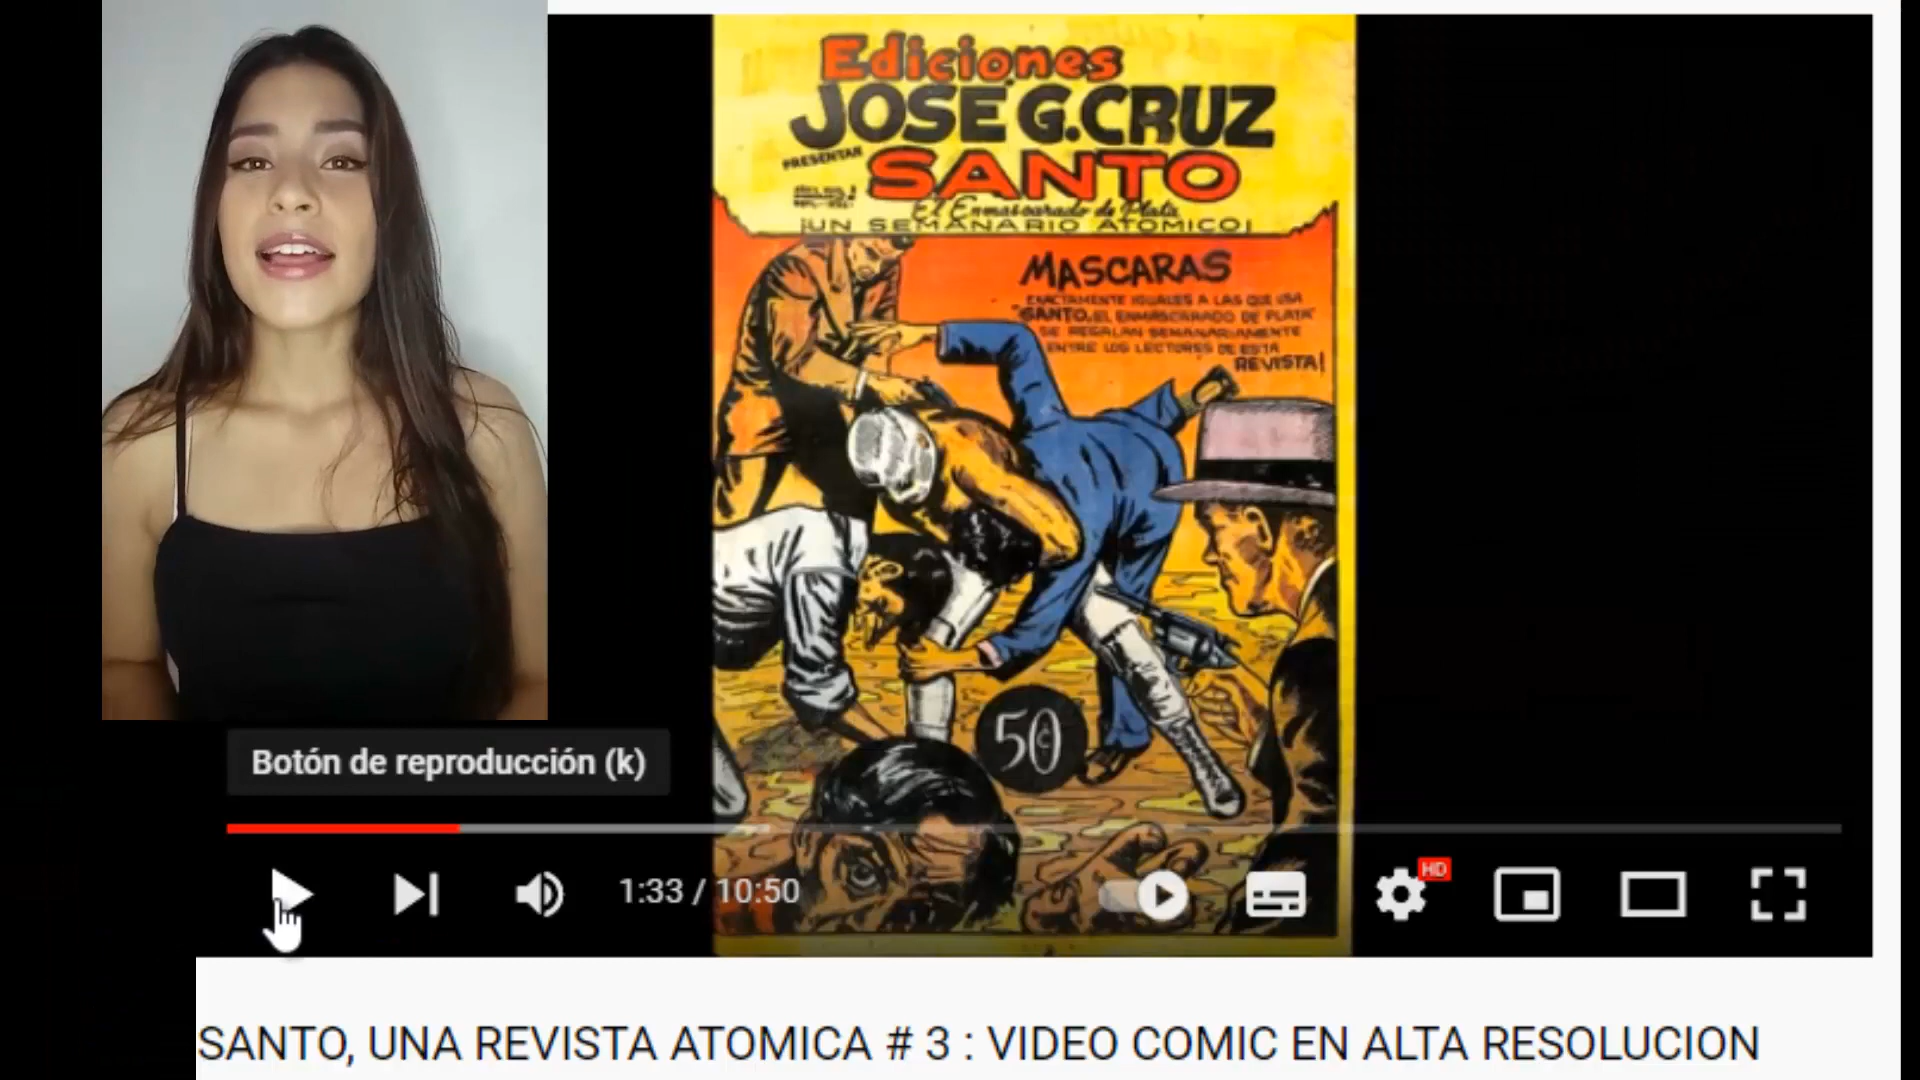 Ediciones
JOSE G. CRUZ
PRESENTAN
SANTO
El Enmascarado de Plata
¡UN SEMANARIO ATOMICO!
MASCARAS
EXACTAMENTE IGUALES A LAS QUE USA
"SANTO, EL ENMASCARADO DE PLATA"
SE REGALAN SEMANARIAMENTE
ENTRE LOS LECTORES DE ESTA
REVISTA!
50¢
Botón de reproducción (k)
1:33 / 10:50
HD
SANTO, UNA REVISTA ATOMICA # 3 : VIDEO COMIC EN ALTA RESOLUCION